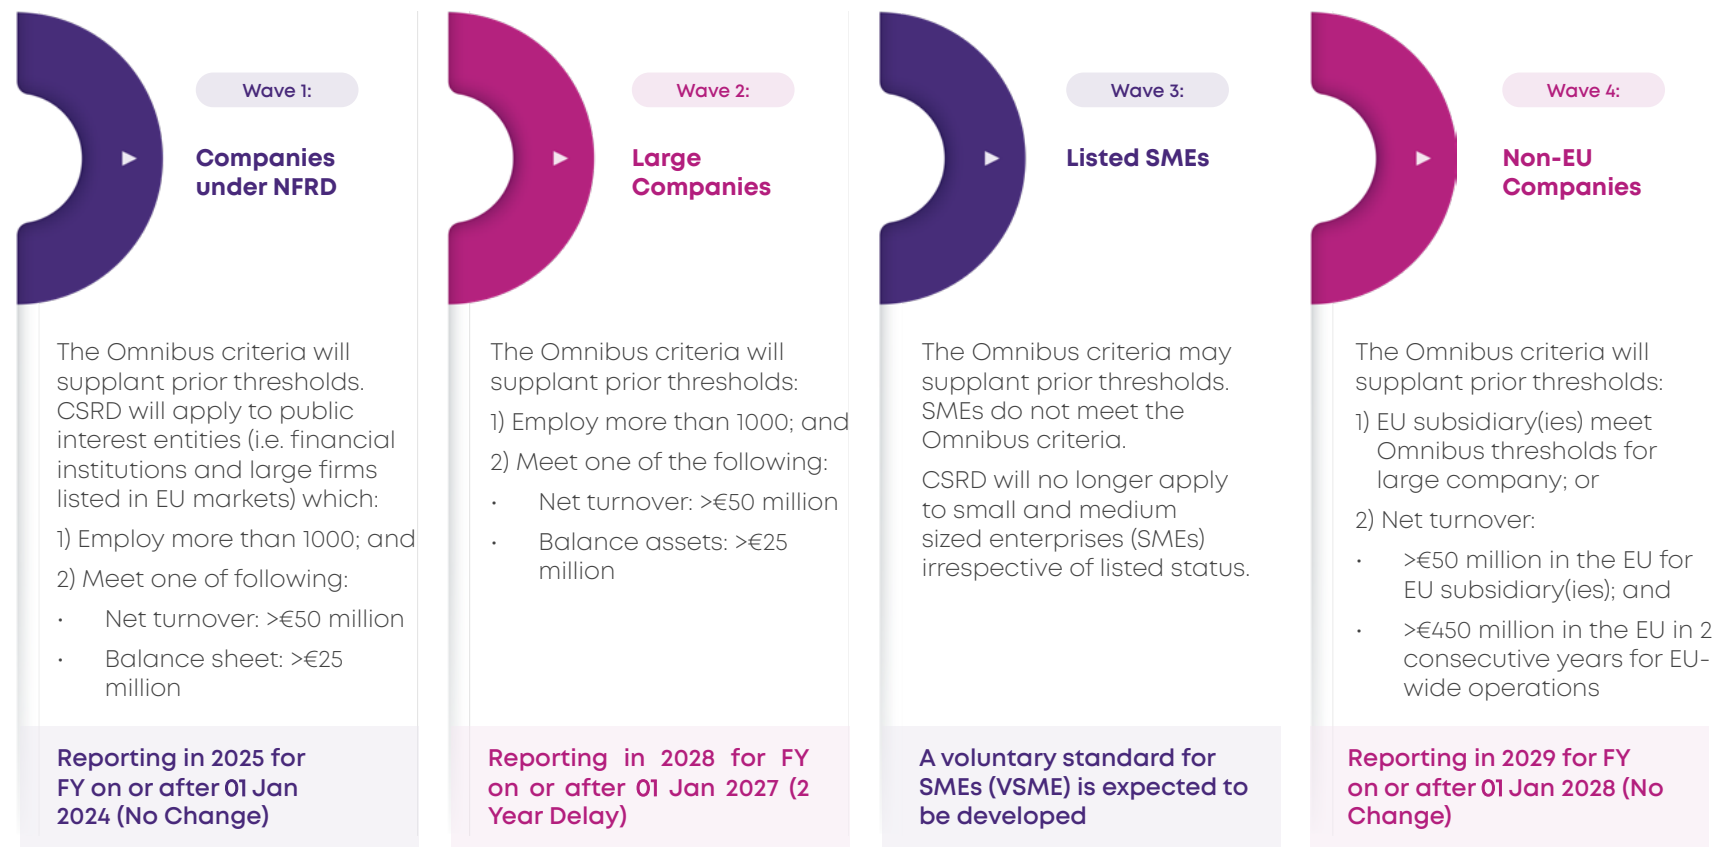 Wave 1:
Companies
under NFRD
The Omnibus criteria will
supplant prior thresholds.
CSRD will apply to public
interest entities (i.e. financial
institutions and large firms
listed in EU markets) which:
1) Employ more than 1000; and
2) Meet one of following:
• Net turnover: >€50 million
• Balance sheet: >€25
million
Reporting in 2025 for
FY on or after 01 Jan
2024 (No Change)
Wave 2:
Large
Companies
The Omnibus criteria will
supplant prior thresholds:
1) Employ more than 1000; and
2) Meet one of the following:
• Net turnover: >€50 million
• Balance assets: >€25
million
Reporting in 2028 for FY
on or after 01 Jan 2027 (2
Year Delay)
Wave 3:
Listed SMEs
The Omnibus criteria may
supplant prior thresholds.
SMEs do not meet the
Omnibus criteria.
CSRD will no longer apply
to small and medium
sized enterprises (SMEs)
irrespective of listed status.
A voluntary standard for
SMEs (VSME) is expected to
be developed
Wave 4:
Non-EU
Companies
The Omnibus criteria will
supplant prior thresholds:
1) EU subsidiary(ies) meet
Omnibus thresholds for
large company; or
2) Net turnover:
• >€50 million in the EU for
EU subsidiary(ies); and
• >€450 million in the EU in 2
consecutive years for EU-
wide operations
Reporting in 2029 for FY
on or after 01 Jan 2028 (No
Change)